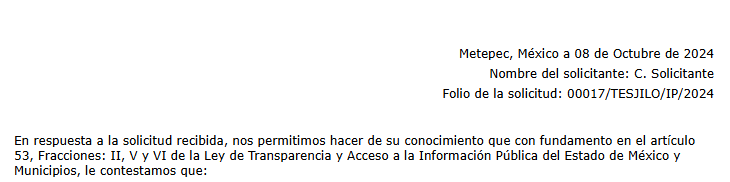 Metepec, México a 08 de Octubre de 2024
Nombre del solicitante: C. Solicitante
Folio de la solicitud: 00017/TESJILO/IP/2024
En respuesta a la solicitud recibida, nos permitimos hacer de su conocimiento que con fundamento en el artículo
53, Fracciones: II, V y VI de la Ley de Transparencia y Acceso a la Información Pública del Estado de México y
Municipios, le contestamos que: